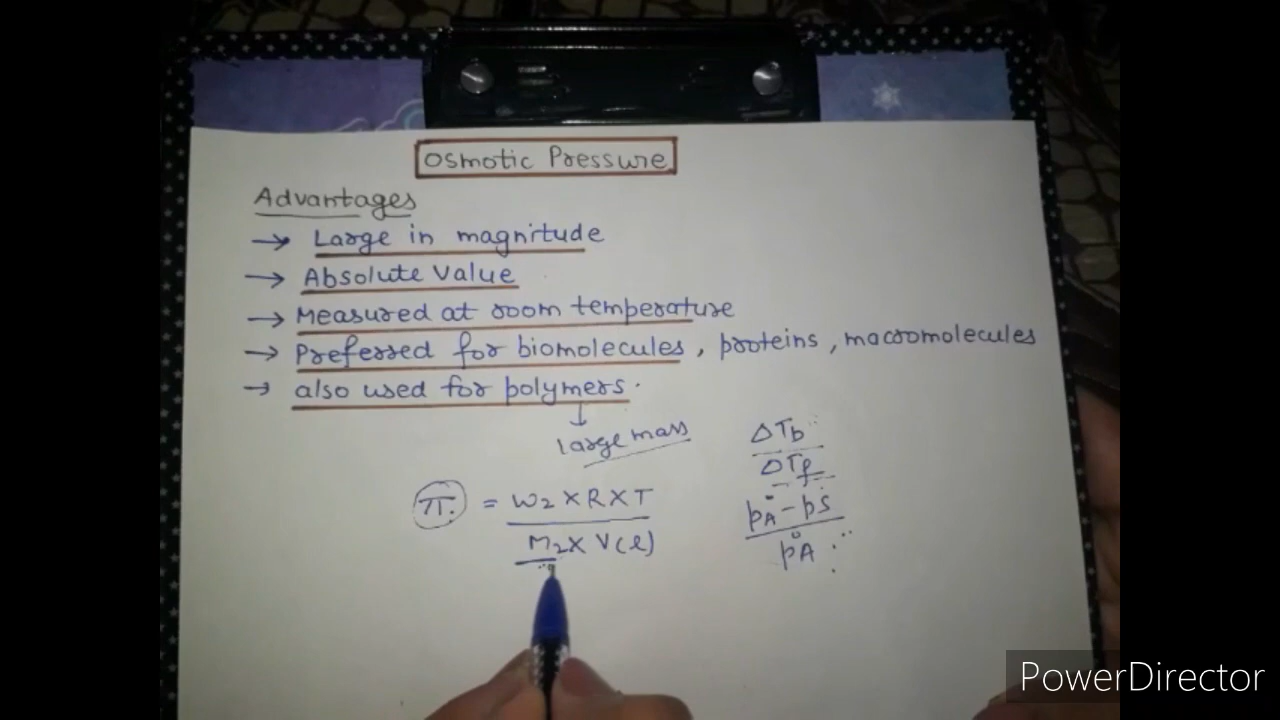 Osmotic Pressure
Advantages
→ Large in magnitude
→ Absolute Value
→ Measured at room temperature
→ Preferred for biomolecules, proteins, macromolecules
→ also used for polymers.
↓
large mass
π = W₂ × R × T
M₂ × V(l)
ΔTb
ΔTf
p°A - pS
p°A
PowerDirector